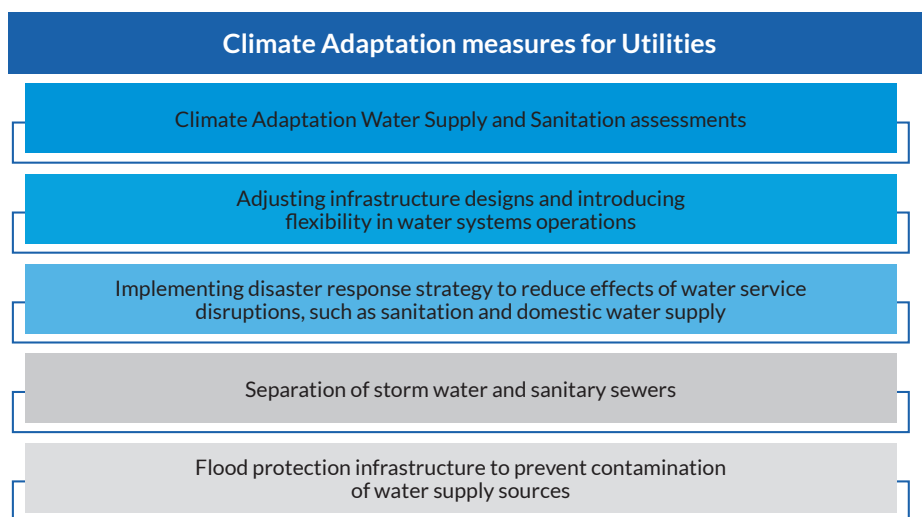 Climate Adaptation measures for Utilities
Climate Adaptation Water Supply and Sanitation assessments
Adjusting infrastructure designs and introducing
flexibility in water systems operations
Implementing disaster response strategy to reduce effects of water service
disruptions, such as sanitation and domestic water supply
Separation of storm water and sanitary sewers
Flood protection infrastructure to prevent contamination
of water supply sources